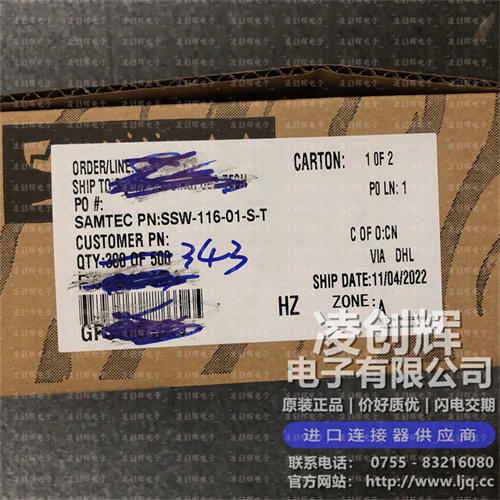 ORDER/LINE:
SHIP TO
PO #:
SAMTEC PN:SSW-116-01-S-T
CUSTOMER PN:
QTY:300 OF 500 343
CARTON: 1 OF 2
PO LN: 1
C OF O:CN
VIA DHL
SHIP DATE:11/04/2022
HZ ZONE: A
凌创辉
电子有限公司
原装正品 | 价好质优 | 闪电交期
进口连接器供应商
联系电话: 0755 - 83216080
官方网站: http://www.ljq.cc